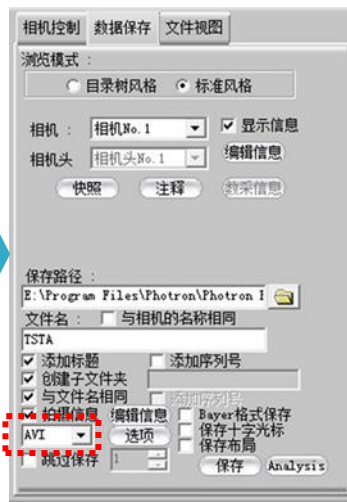 相机控制 数据保存 文件视图
浏览模式 :
目录树风格 标准风格
相机 : 相机No.1 显示信息
相机头 相机头No.1 编辑信息
快照 注释 数采信息
保存路径 :
E:\Program Files\Photron\Photron
文件名 : 与相机的名称相同
TSTA
添加标题 添加序列号
创建子文件夹
与文件名相同 添加序列号
拍摄信息 编辑信息 Bayer格式保存
AVI 选项 保存十字光标
保存布局
跳过保存 1 保存 Analysis